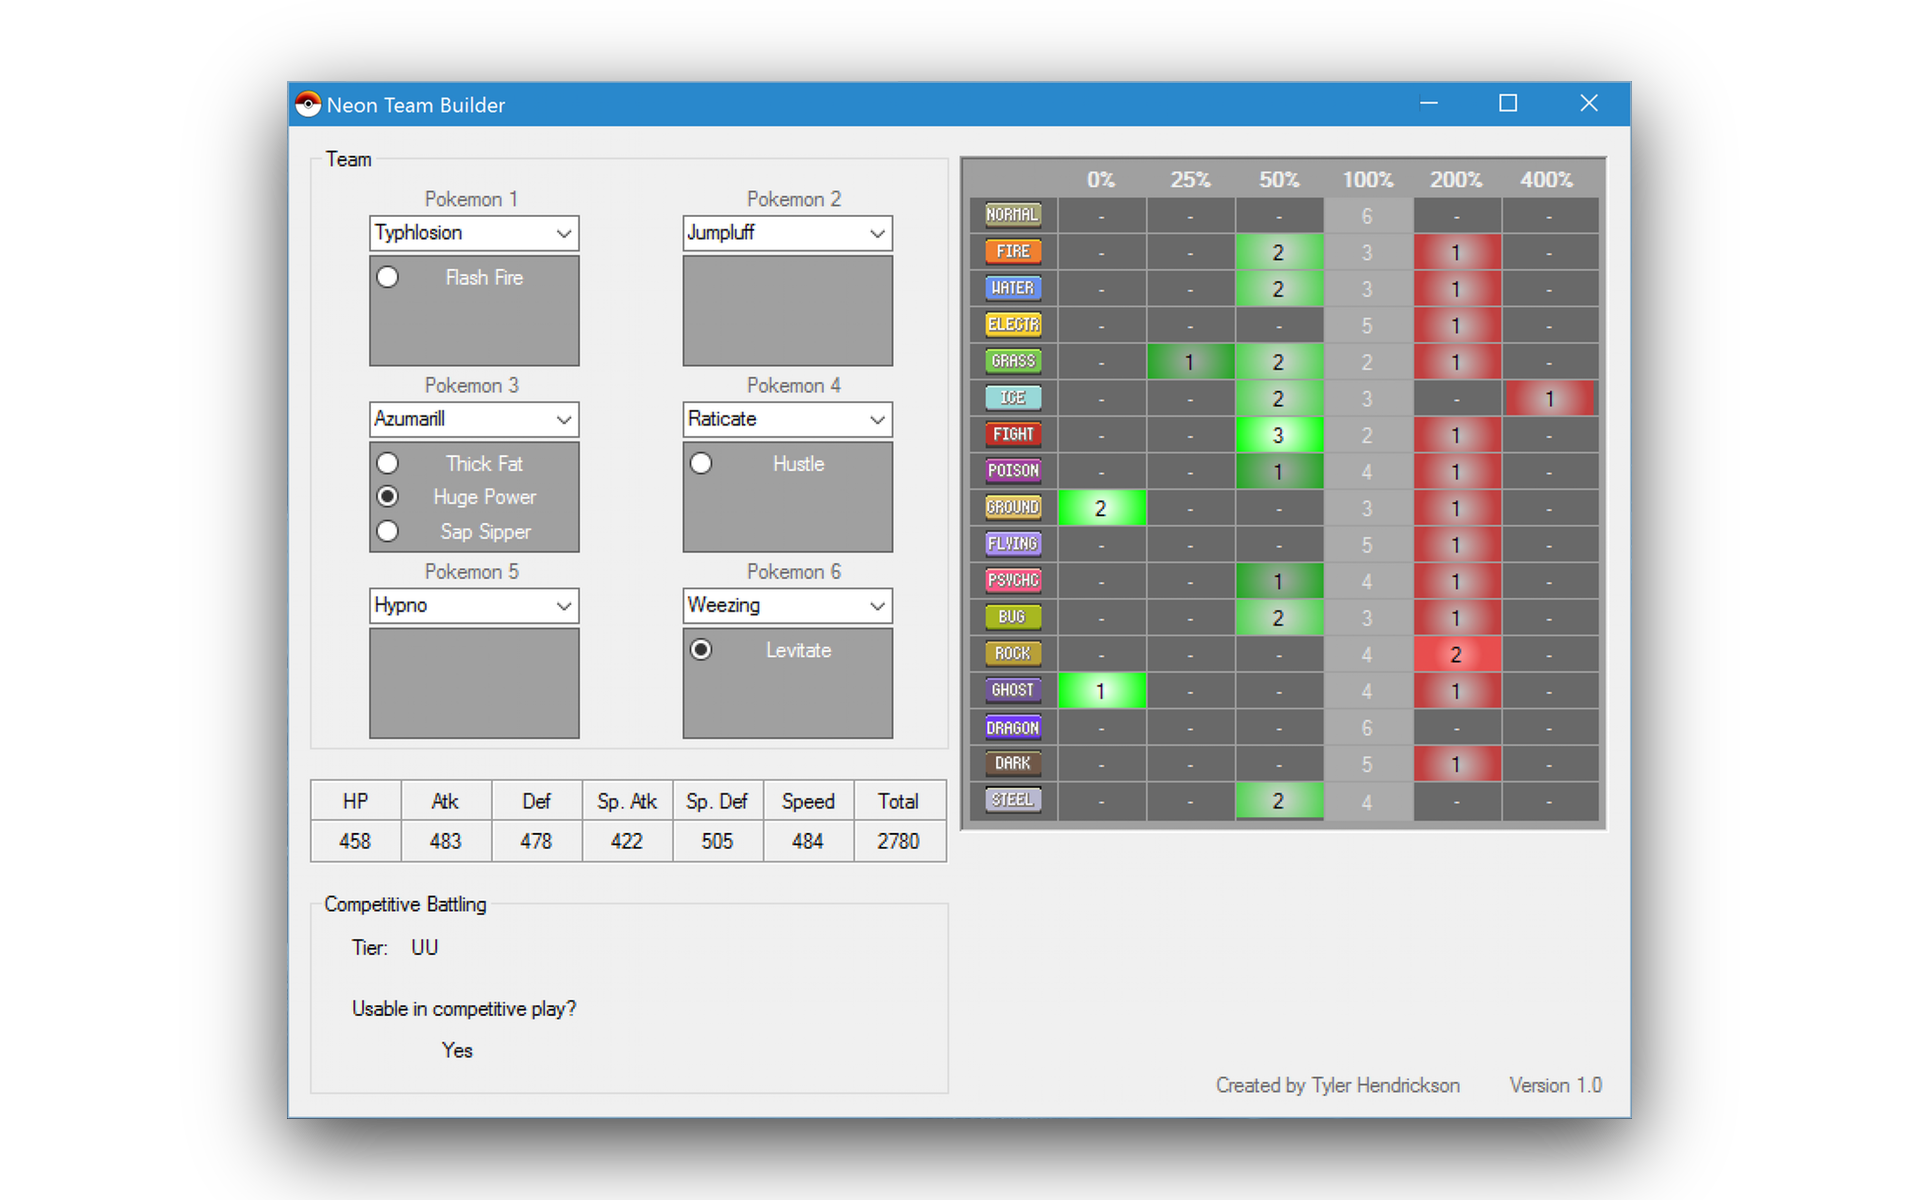 Neon Team Builder
Team
Pokemon 1 Pokemon 2
Typhlosion Jumpluff
Flash Fire
Pokemon 3 Pokemon 4
Azumarill Raticate
Thick Fat Hustle
Huge Power
Sap Sipper
Pokemon 5 Pokemon 6
Hypno Weezing
Levitate
HP Atk Def Sp. Atk Sp. Def Speed Total
458 483 478 422 505 484 2780
Competitive Battling
Tier: UU
Usable in competitive play?
Yes
0% 25% 50% 100% 200% 400%
NORMAL - - - 6 - -
FIRE - - 2 3 1 -
WATER - - 2 3 1 -
ELECTR - - - 5 1 -
GRASS - 1 2 2 1 -
ICE - - 2 3 - 1
FIGHT - - 3 2 1 -
POISON - - 1 4 1 -
GROUND 2 - - 3 1 -
FLYING - - - 5 1 -
PSYCHC - - 1 4 1 -
BUG - - 2 3 1 -
ROCK - - - 4 2 -
GHOST 1 - - 4 1 -
DRAGON - - - 6 - -
DARK - - - 5 1 -
STEEL - - 2 4 - -
Created by Tyler Hendrickson Version 1.0